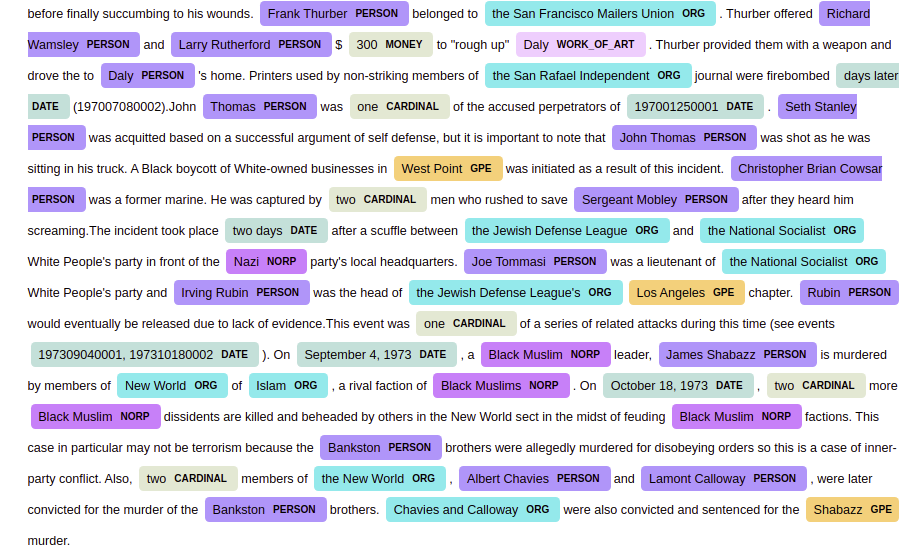 before finally succumbing to his wounds. Frank Thurber PERSON belonged to the San Francisco Mailers Union ORG . Thurber offered Richard
Wamsley PERSON and Larry Rutherford PERSON $ 300 MONEY to "rough up" Daly WORK_OF_ART . Thurber provided them with a weapon and
drove the to Daly PERSON 's home. Printers used by non-striking members of the San Rafael Independent ORG journal were firebombed days later
DATE (197007080002).John Thomas PERSON was one CARDINAL of the accused perpetrators of 197001250001 DATE . Seth Stanley
PERSON was acquitted based on a successful argument of self defense, but it is important to note that John Thomas PERSON was shot as he was
sitting in his truck. A Black boycott of White-owned businesses in West Point GPE was initiated as a result of this incident. Christopher Brian Cowsar
PERSON was a former marine. He was captured by two CARDINAL men who rushed to save Sergeant Mobley PERSON after they heard him
screaming.The incident took place two days DATE after a scuffle between the Jewish Defense League ORG and the National Socialist ORG
White People's party in front of the Nazi NORP party's local headquarters. Joe Tommasi PERSON was a lieutenant of the National Socialist ORG
White People's party and Irving Rubin PERSON was the head of the Jewish Defense League's ORG Los Angeles GPE chapter. Rubin PERSON
would eventually be released due to lack of evidence.This event was one CARDINAL of a series of related attacks during this time (see events
197309040001, 197310180002 DATE ). On September 4, 1973 DATE , a Black Muslim NORP leader, James Shabazz PERSON is murdered
by members of New World ORG of Islam ORG , a rival faction of Black Muslims NORP . On October 18, 1973 DATE , two CARDINAL more
Black Muslim NORP dissidents are killed and beheaded by others in the New World sect in the midst of feuding Black Muslim NORP factions. This
case in particular may not be terrorism because the Bankston PERSON brothers were allegedly murdered for disobeying orders so this is a case of inner-
party conflict. Also, two CARDINAL members of the New World ORG , Albert Chavies PERSON and Lamont Calloway PERSON , were later
convicted for the murder of the Bankston PERSON brothers. Chavies and Calloway ORG were also convicted and sentenced for the Shabazz GPE
murder.